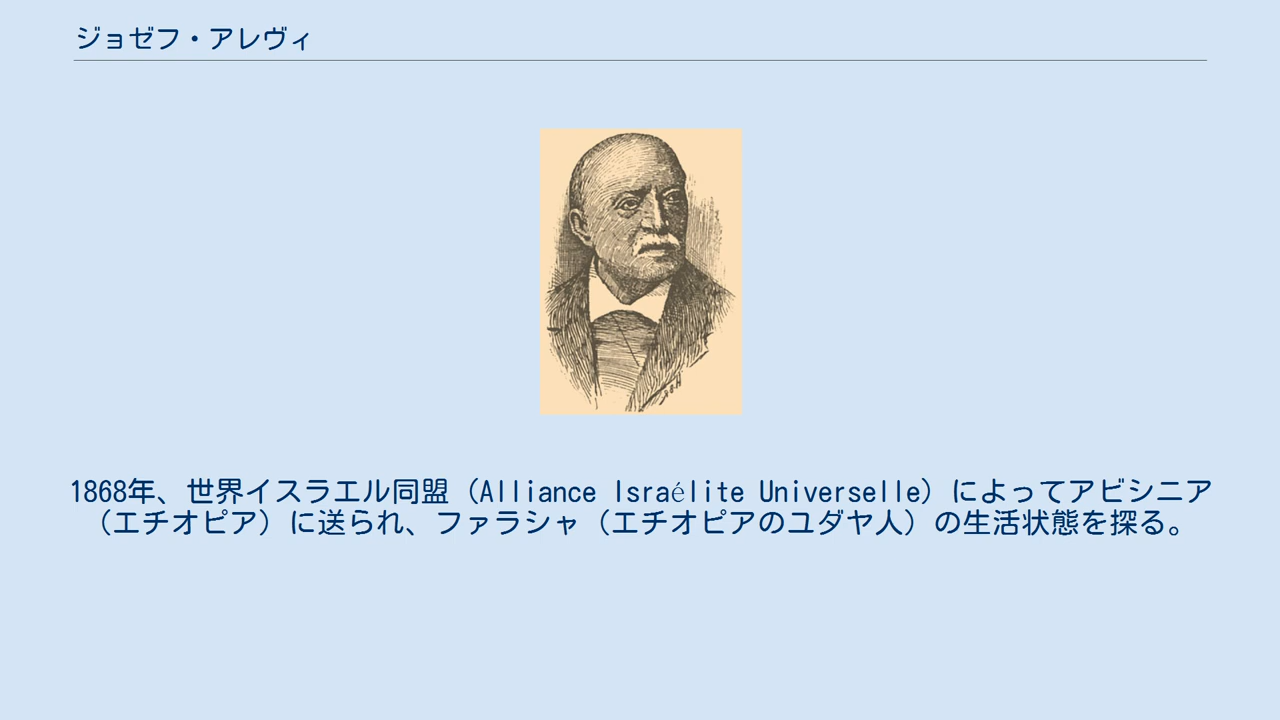 ジョゼフ・アレヴィ
1868年、世界イスラエル同盟（Alliance Israélite Universelle）によってアビシニア
（エチオピア）に送られ、ファラシャ（エチオピアのユダヤ人）の生活状態を探る。